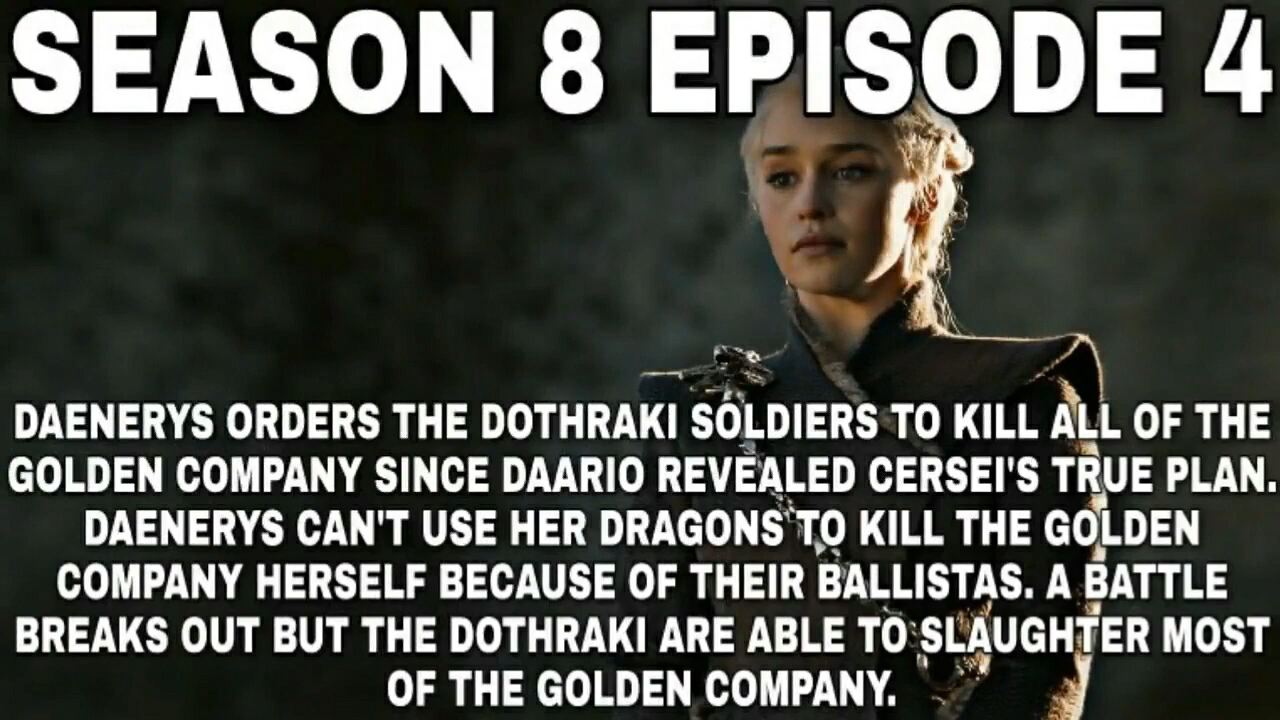 SEASON 8 EPISODE 4
DAENERYS ORDERS THE DOTHRAKI SOLDIERS TO KILL ALL OF THE
GOLDEN COMPANY SINCE DAARIO REVEALED CERSEI'S TRUE PLAN.
DAENERYS CAN'T USE HER DRAGONS TO KILL THE GOLDEN
COMPANY HERSELF BECAUSE OF THEIR BALLISTAS. A BATTLE
BREAKS OUT BUT THE DOTHRAKI ARE ABLE TO SLAUGHTER MOST
OF THE GOLDEN COMPANY.